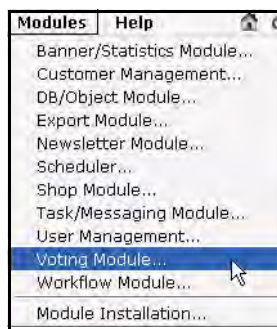 Modules Help
Banner/Statistics Module...
Customer Management...
DB/Object Module...
Export Module...
Newsletter Module...
Scheduler...
Shop Module...
Task/Messaging Module...
User Management...
Voting Module...
Workflow Module...
Module Installation...